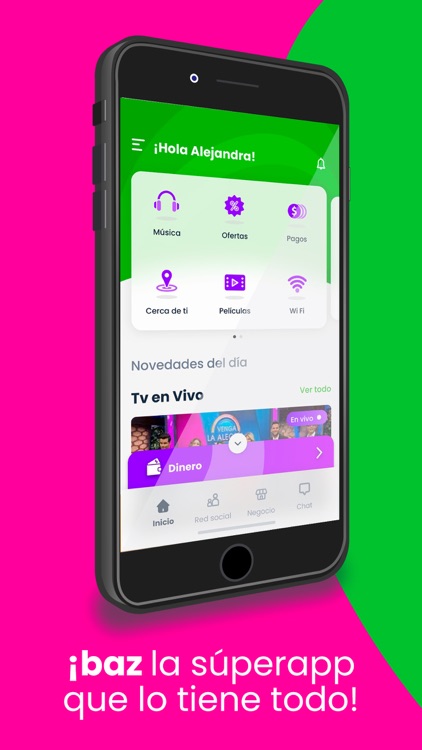 ¡Hola Alejandra!
Música
Ofertas
Pagos
Cerca de ti
Películas
Wi Fi
Novedades del día
Tv en Vivo
Ver todo
En vivo
VENGA
LA ALEGRÍA
Dinero
Inicio
Red social
Negocio
Chat
¡baz la súperapp
que lo tiene todo!